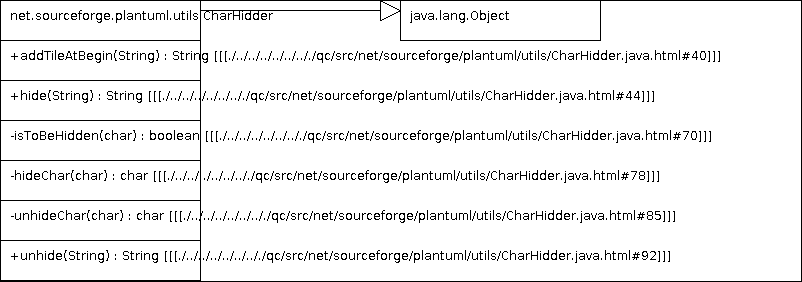 net.sourceforge.plantuml.utils.CharHidder
java.lang.Object
+addTileAtBegin(String) : String [[[./../../../../../../../qc/src/net/sourceforge/plantuml/utils/CharHidder.java.html#40]]]
+hide(String) : String [[[./../../../../../../../qc/src/net/sourceforge/plantuml/utils/CharHidder.java.html#44]]]
-isToBeHidden(char) : boolean [[[./../../../../../../../qc/src/net/sourceforge/plantuml/utils/CharHidder.java.html#70]]]
-hideChar(char) : char [[[./../../../../../../../qc/src/net/sourceforge/plantuml/utils/CharHidder.java.html#78]]]
-unhideChar(char) : char [[[./../../../../../../../qc/src/net/sourceforge/plantuml/utils/CharHidder.java.html#85]]]
+unhide(String) : String [[[./../../../../../../../qc/src/net/sourceforge/plantuml/utils/CharHidder.java.html#92]]]